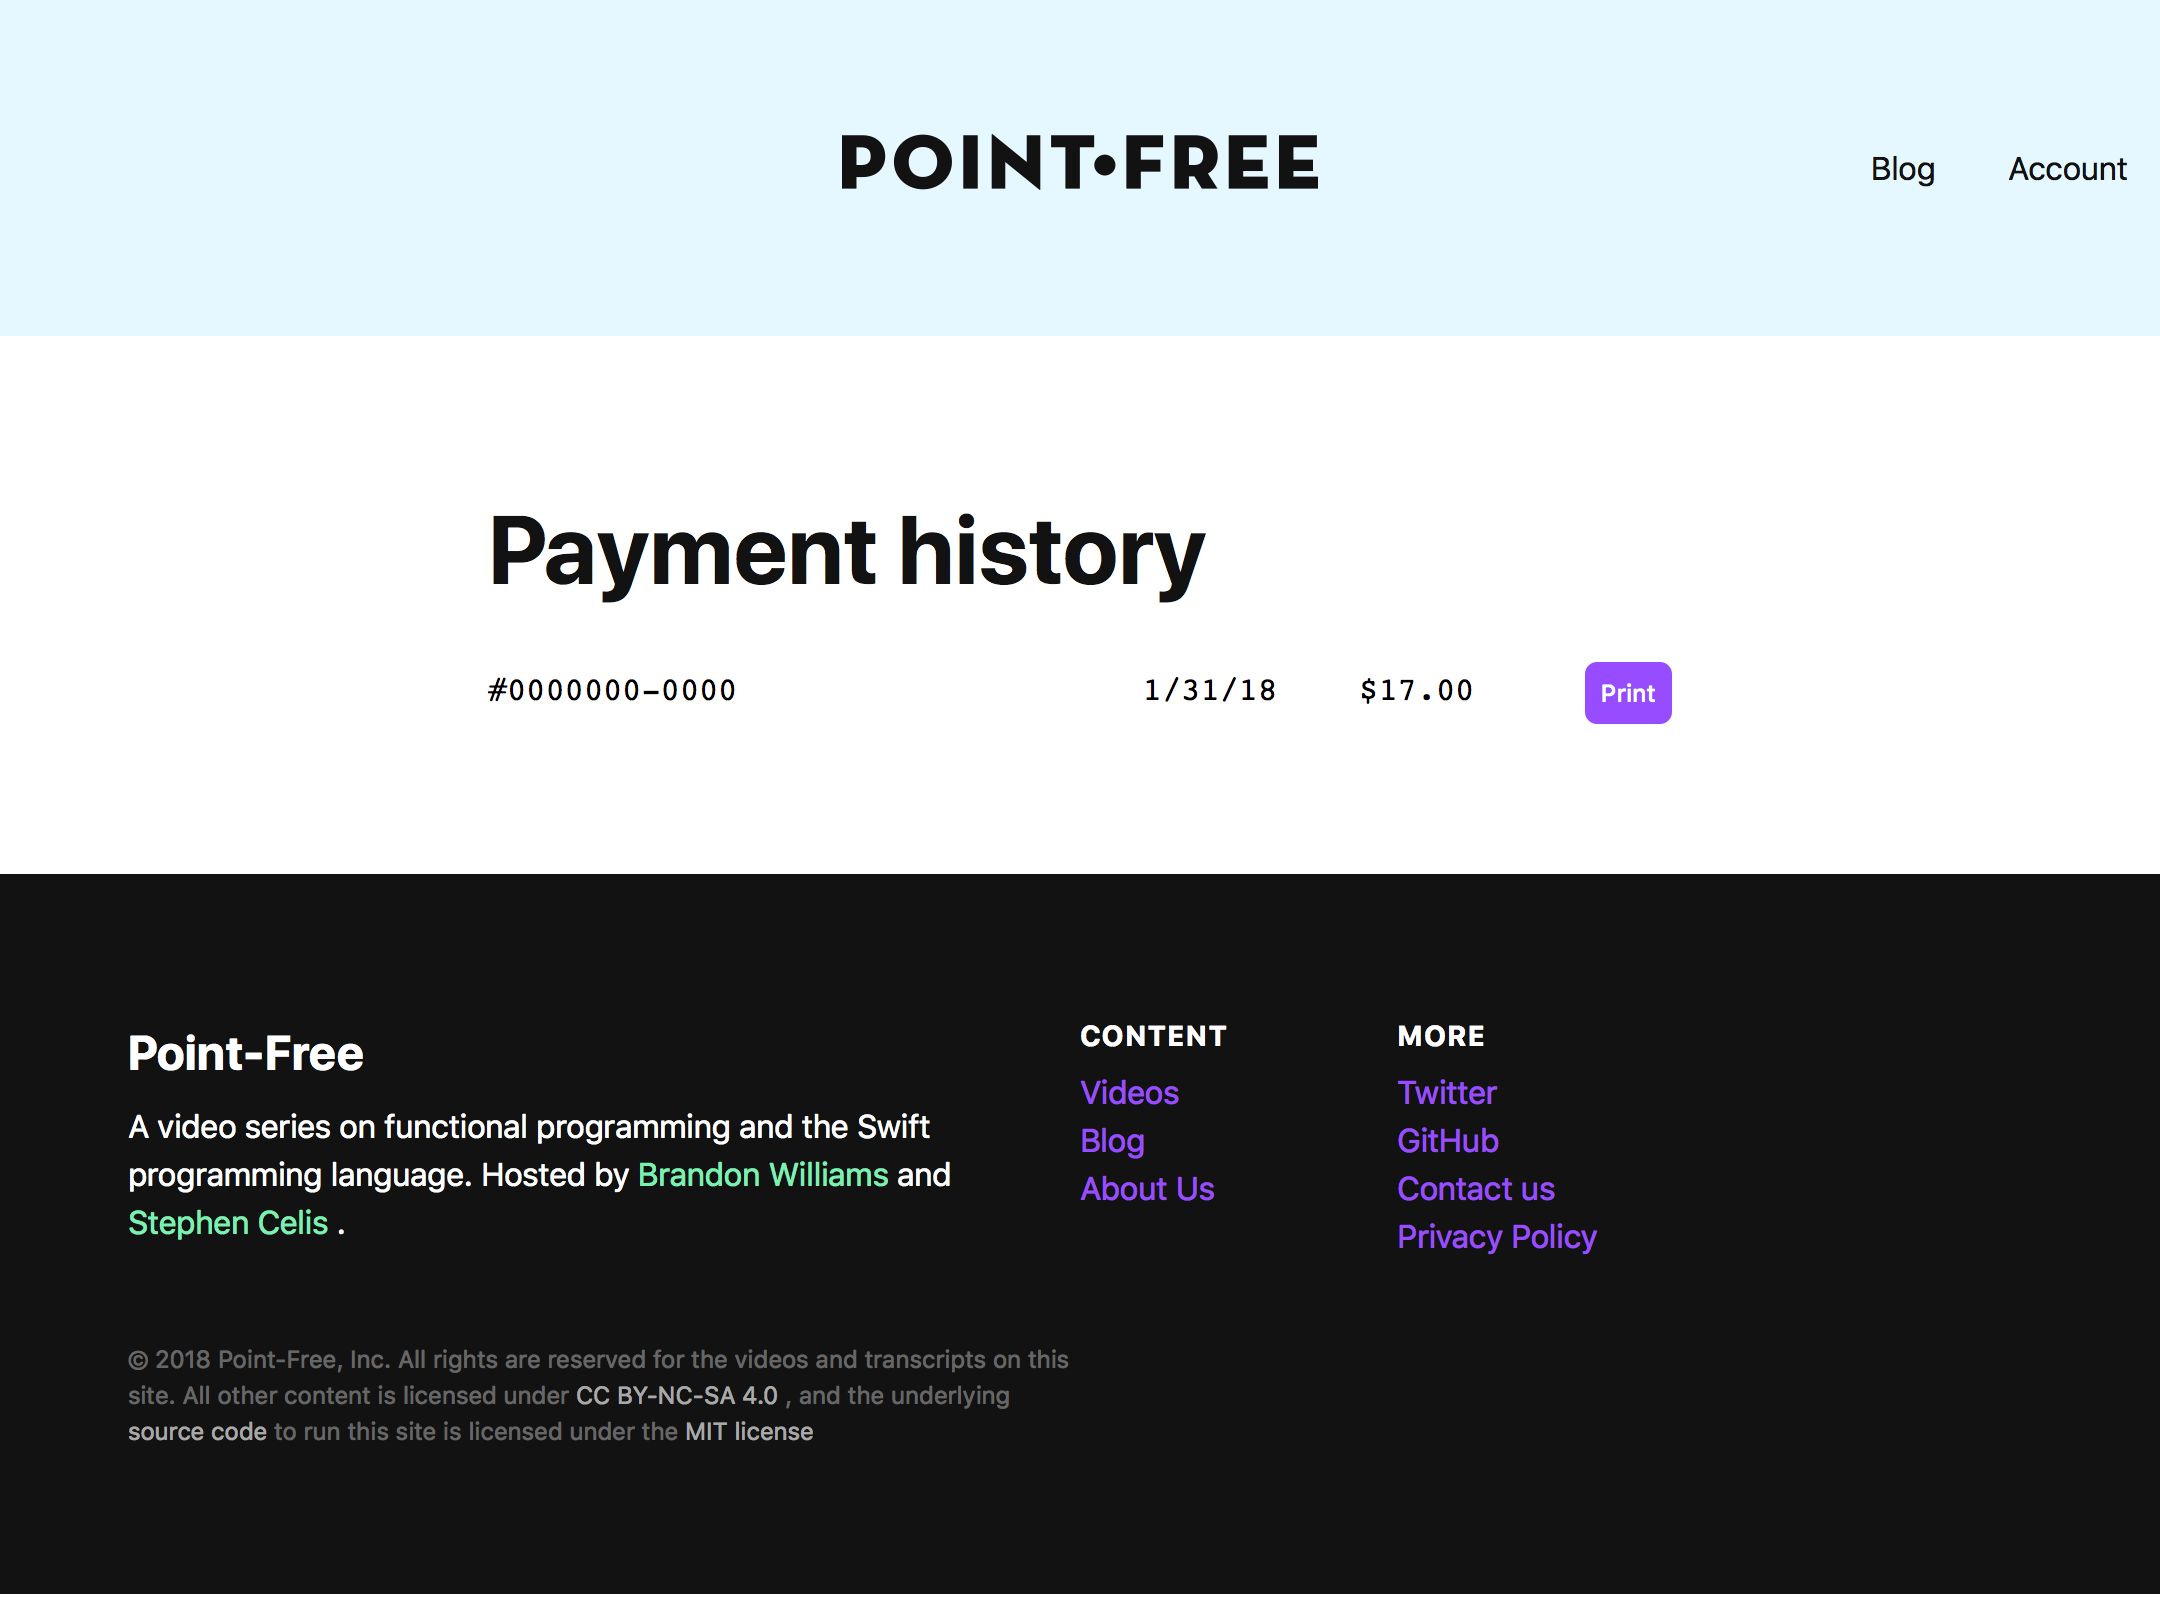 POINT•FREE
Blog Account
Payment history
#0000000-0000 1/31/18 $17.00 Print
Point-Free
A video series on functional programming and the Swift
programming language. Hosted by Brandon Williams and
Stephen Celis .
CONTENT
Videos
Blog
About Us
MORE
Twitter
GitHub
Contact us
Privacy Policy
© 2018 Point-Free, Inc. All rights are reserved for the videos and transcripts on this
site. All other content is licensed under CC BY-NC-SA 4.0 , and the underlying
source code to run this site is licensed under the MIT license